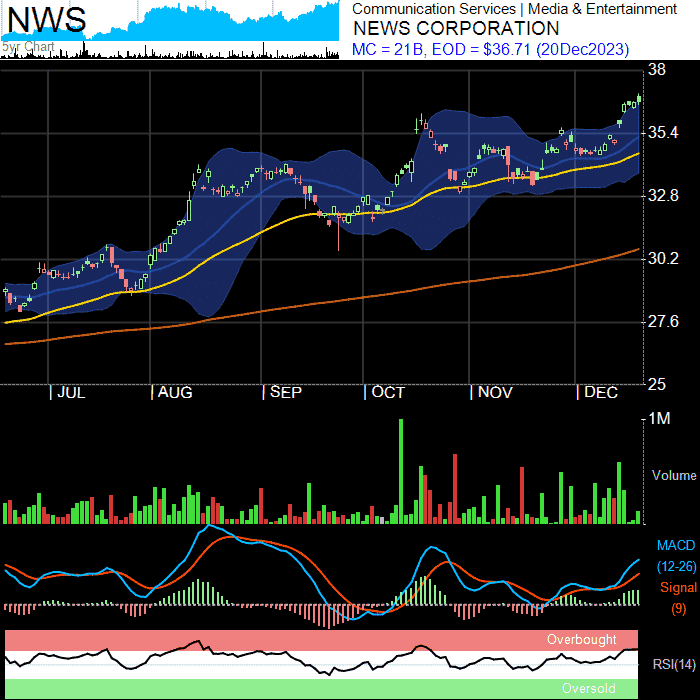 NWS
5yr Chart
Communication Services | Media & Entertainment
NEWS CORPORATION
MC = 21B, EOD = $36.71 (20Dec2023)
38
35.4
32.8
30.2
27.6
25
| JUL | AUG | SEP | OCT | NOV | DEC
1M
Volume
MACD
(12-26)
Signal
(9)
Overbought
RSI(14)
Oversold